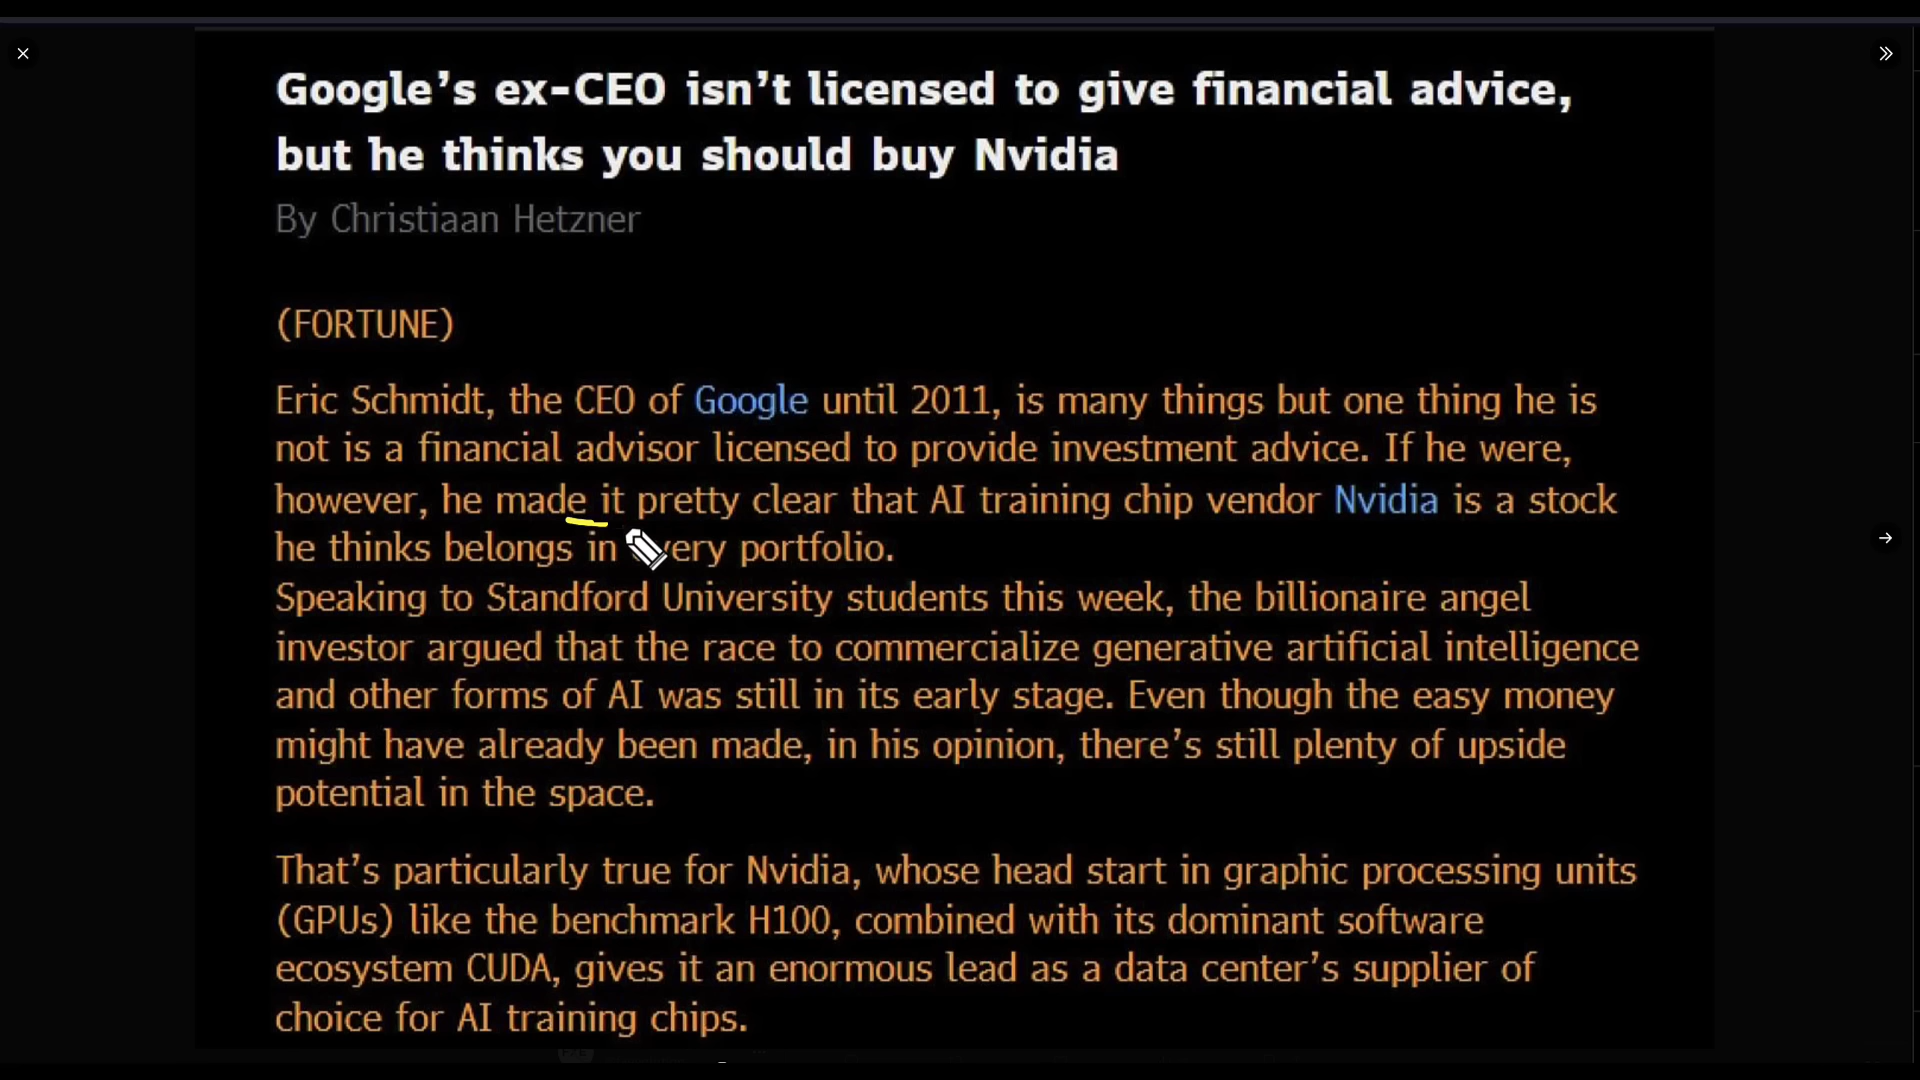 Google’s ex-CEO isn’t licensed to give financial advice,
but he thinks you should buy Nvidia
By Christiaan Hetzner
(FORTUNE)
Eric Schmidt, the CEO of Google until 2011, is many things but one thing he is
not is a financial advisor licensed to provide investment advice. If he were,
however, he made it pretty clear that AI training chip vendor Nvidia is a stock
he thinks belongs in every portfolio.
Speaking to Standford University students this week, the billionaire angel
investor argued that the race to commercialize generative artificial intelligence
and other forms of AI was still in its early stage. Even though the easy money
might have already been made, in his opinion, there’s still plenty of upside
potential in the space.
That’s particularly true for Nvidia, whose head start in graphic processing units
(GPUs) like the benchmark H100, combined with its dominant software
ecosystem CUDA, gives it an enormous lead as a data center’s supplier of
choice for AI training chips.